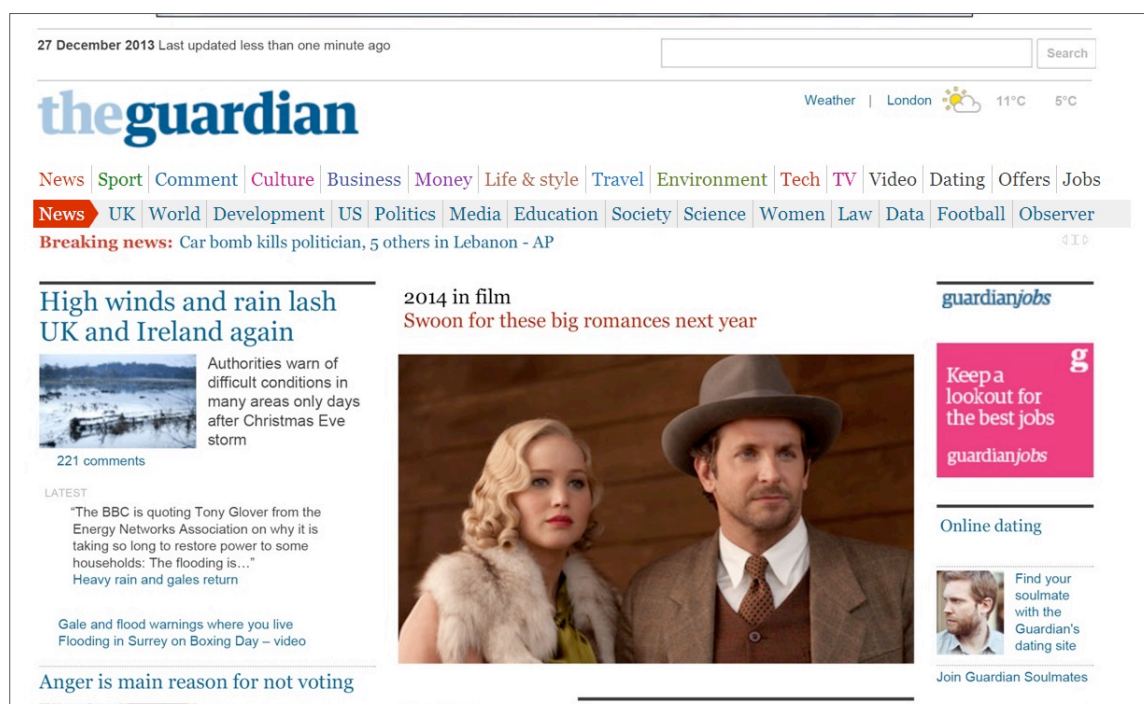 27 December 2013 Last updated less than one minute ago
Search
theguardian
Weather | London 11°C 5°C
News Sport Comment Culture Business Money Life & style Travel Environment Tech TV Video Dating Offers Jobs
News UK World Development US Politics Media Education Society Science Women Law Data Football Observer
Breaking news: Car bomb kills politician, 5 others in Lebanon - AP
High winds and rain lash
UK and Ireland again
Authorities warn of
difficult conditions in
many areas only days
after Christmas Eve
storm
221 comments
LATEST
“The BBC is quoting Tony Glover from the
Energy Networks Association on why it is
taking so long to restore power to some
households: The flooding is…”
Heavy rain and gales return
Gale and flood warnings where you live
Flooding in Surrey on Boxing Day – video
Anger is main reason for not voting
2014 in film
Swoon for these big romances next year
guardianjobs
g
Keep a
lookout for
the best jobs
guardianjobs
Online dating
Find your
soulmate
with the
Guardian's
dating site
Join Guardian Soulmates